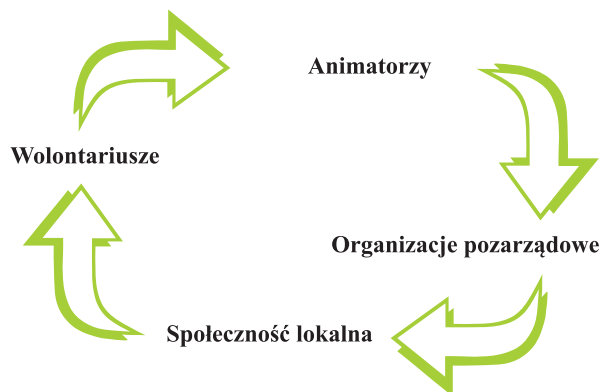 Animatorzy
Wolontariusze
Organizacje pozarządowe
Społeczność lokalna